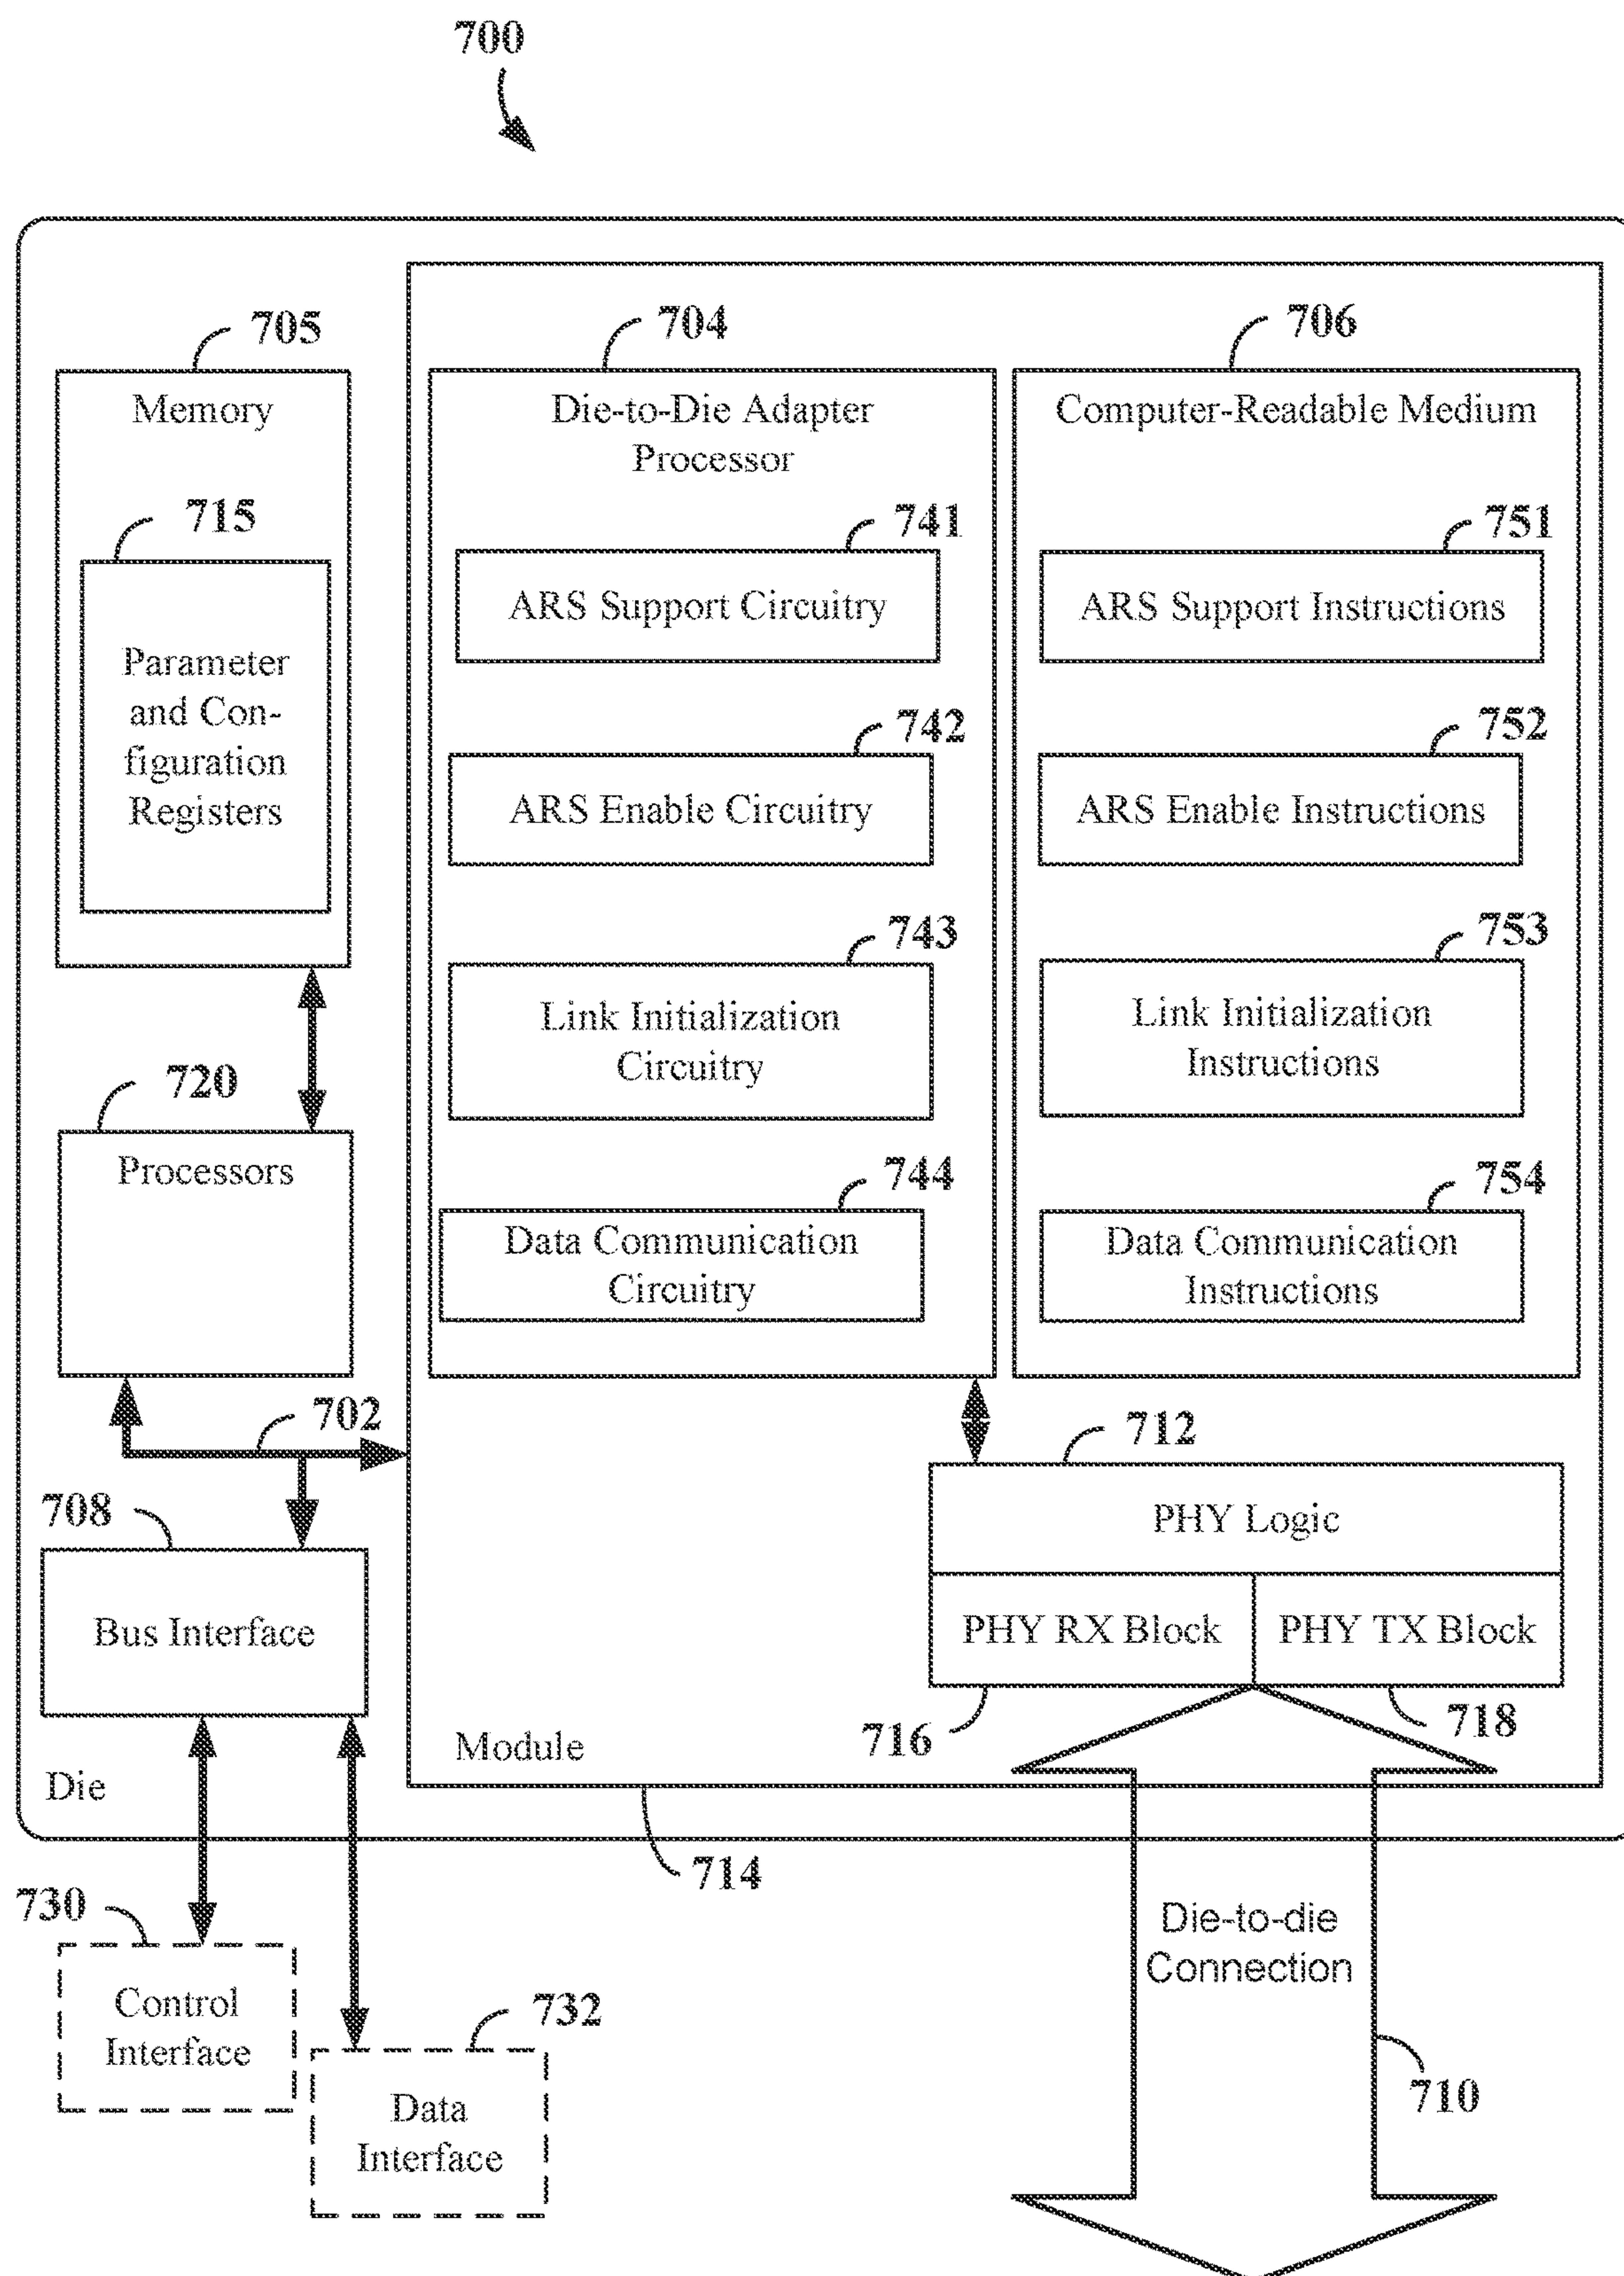 700
705
704
706
Memory
Die-to-Die Adapter
Processor
Computer-Readable Medium
715
741
751
Parameter
and Con-
figuration
Registers
ARS Support Circuitry
ARS Support Instructions
742
752
ARS Enable Circuitry
ARS Enable Instructions
743
753
Link Initialization
Circuitry
Link Initialization
Instructions
720
Processors
744
754
Data Communication
Circuitry
Data Communication
Instructions
702
712
708
PHY Logic
Bus Interface
PHY RX Block
PHY TX Block
716
718
Module
Die
714
730
Control
Interface
732
Data
Interface
Die-to-die
Connection
710